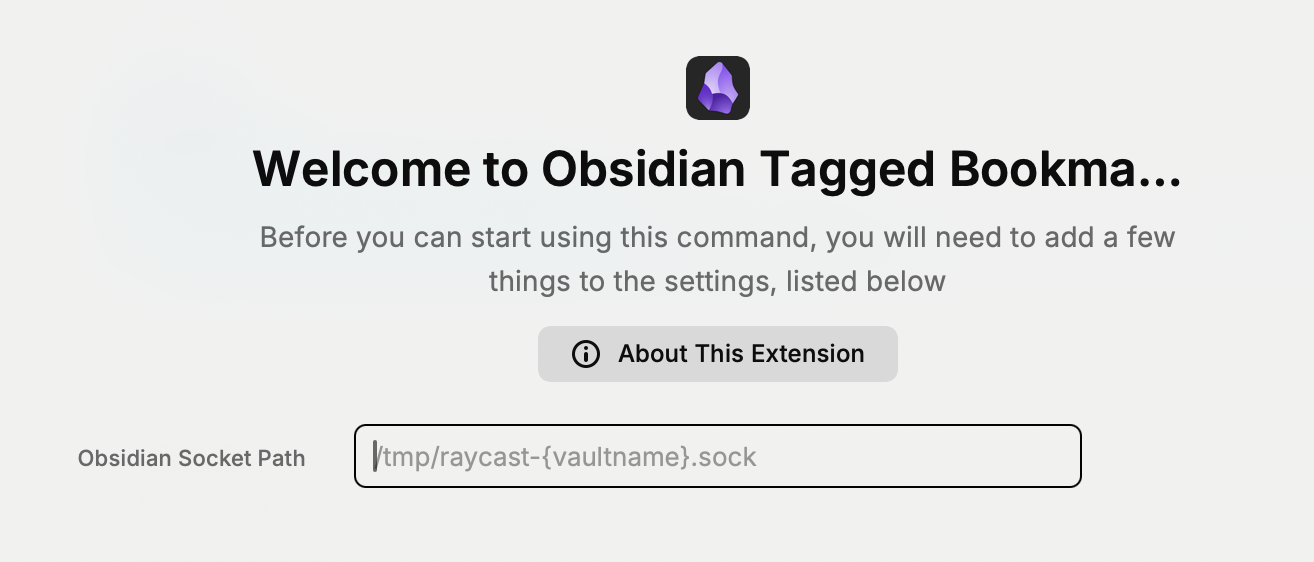 Welcome to Obsidian Tagged Bookma...
Before you can start using this command, you will need to add a few
things to the settings, listed below
About This Extension
Obsidian Socket Path
/tmp/raycast-{vaultname}.sock